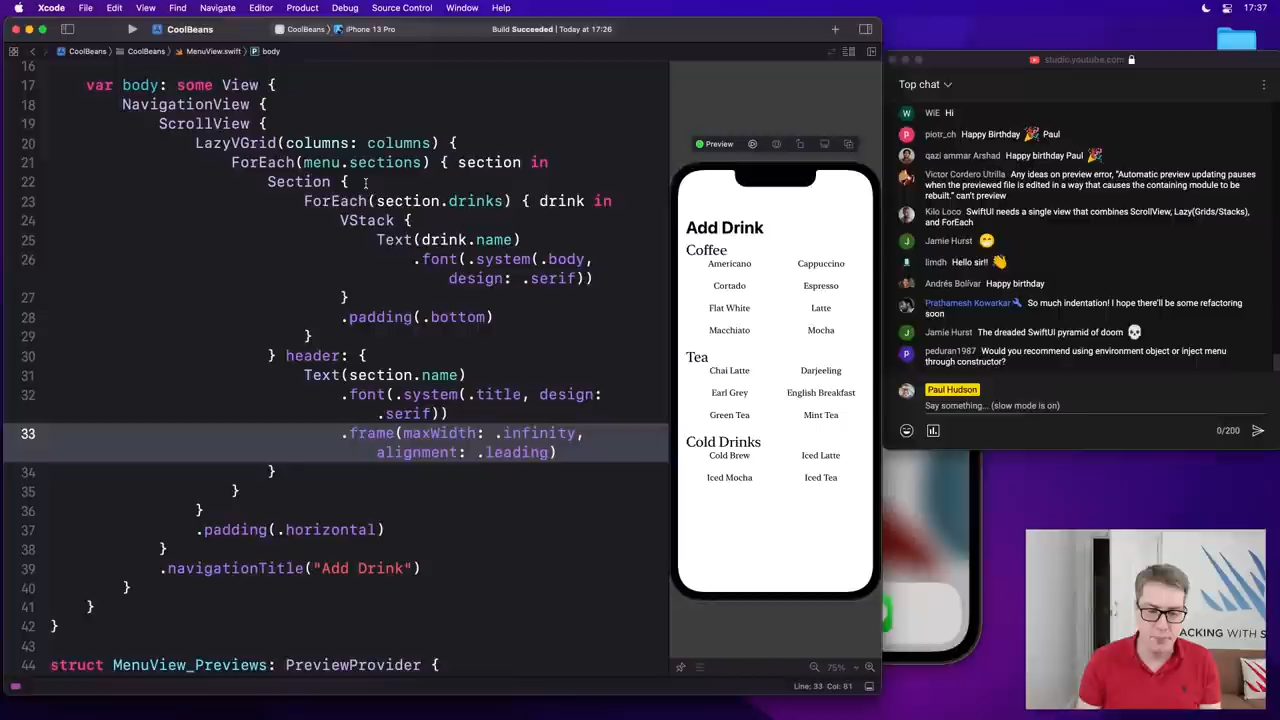 Xcode File Edit View Find Navigate Editor Product Debug Source Control Window Help 17:37
CoolBeans CoolBeans iPhone 13 Pro Build Succeeded | Today at 17:26
CoolBeans CoolBeans MenuView.swift body
16
17 var body: some View {
18 NavigationView {
19 ScrollView {
20 LazyVGrid(columns: columns) {
21 ForEach(menu.sections) { section in
22 Section {
23 ForEach(section.drinks) { drink in
24 VStack {
25 Text(drink.name)
26 .font(.system(.body,
design: .serif))
27 }
28 .padding(.bottom)
29 }
30 } header: {
31 Text(section.name)
32 .font(.system(.title, design:
.serif))
33 .frame(maxWidth: .infinity,
alignment: .leading)
34 }
35 }
36 }
37 .padding(.horizontal)
38 }
39 .navigationTitle("Add Drink")
40 }
41 }
42 }
43
44 struct MenuView_Previews: PreviewProvider {
Line: 33 Col: 81
Preview
Add Drink
Coffee
Americano Cappuccino
Cortado Espresso
Flat White Latte
Macchiato Mocha
Tea
Chai Latte Darjeeling
Earl Grey English Breakfast
Green Tea Mint Tea
Cold Drinks
Cold Brew Iced Latte
Iced Mocha Iced Tea
75%
studio.youtube.com
Top chat
W WiE Hi
p piotr_ch Happy Birthday 🎉 Paul
qazi ammar Arshad Happy birthday Paul 🎉
Victor Cordero Utrilla Any ideas on preview error, "Automatic preview updating pauses
when the previewed file is edited in a way that causes the containing module to be
rebuilt." can't preview
Kilo Loco SwiftUI needs a single view that combines ScrollView, Lazy(Grids/Stacks),
and ForEach
J Jamie Hurst 😁
limdh Hello sir!! 👋
Andrés Bolívar Happy birthday
Prathamesh Kowarkar So much indentation! I hope there'll be some refactoring
soon
J Jamie Hurst The dreaded SwiftUI pyramid of doom 💀
p peduran1987 Would you recommend using environment object or inject menu
through constructor?
Paul Hudson
Say something... (slow mode is on)
0/200
ACKING WITH S